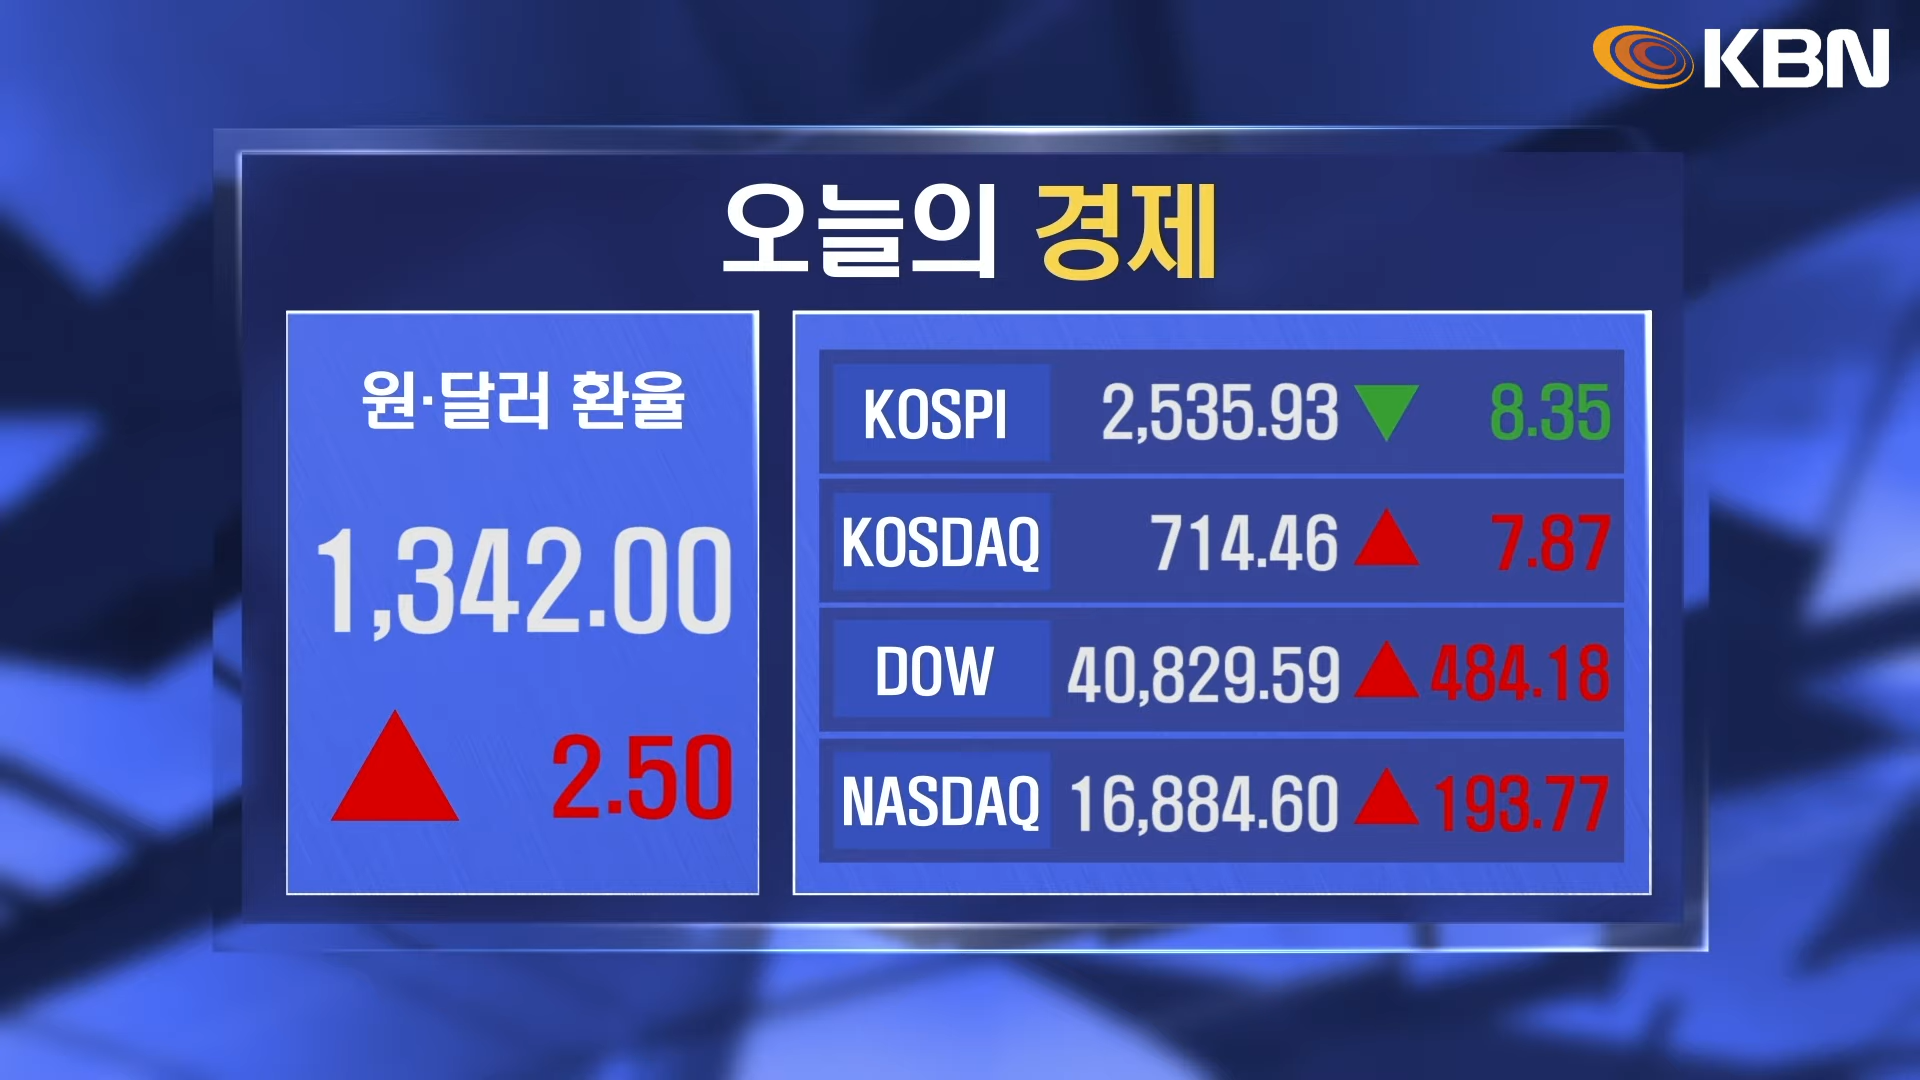 KBN
오늘의 경제
원·달러 환율
1,342.00
▲ 2.50
KOSPI 2,535.93 ▼ 8.35
KOSDAQ 714.46 ▲ 7.87
DOW 40,829.59 ▲ 484.18
NASDAQ 16,884.60 ▲ 193.77